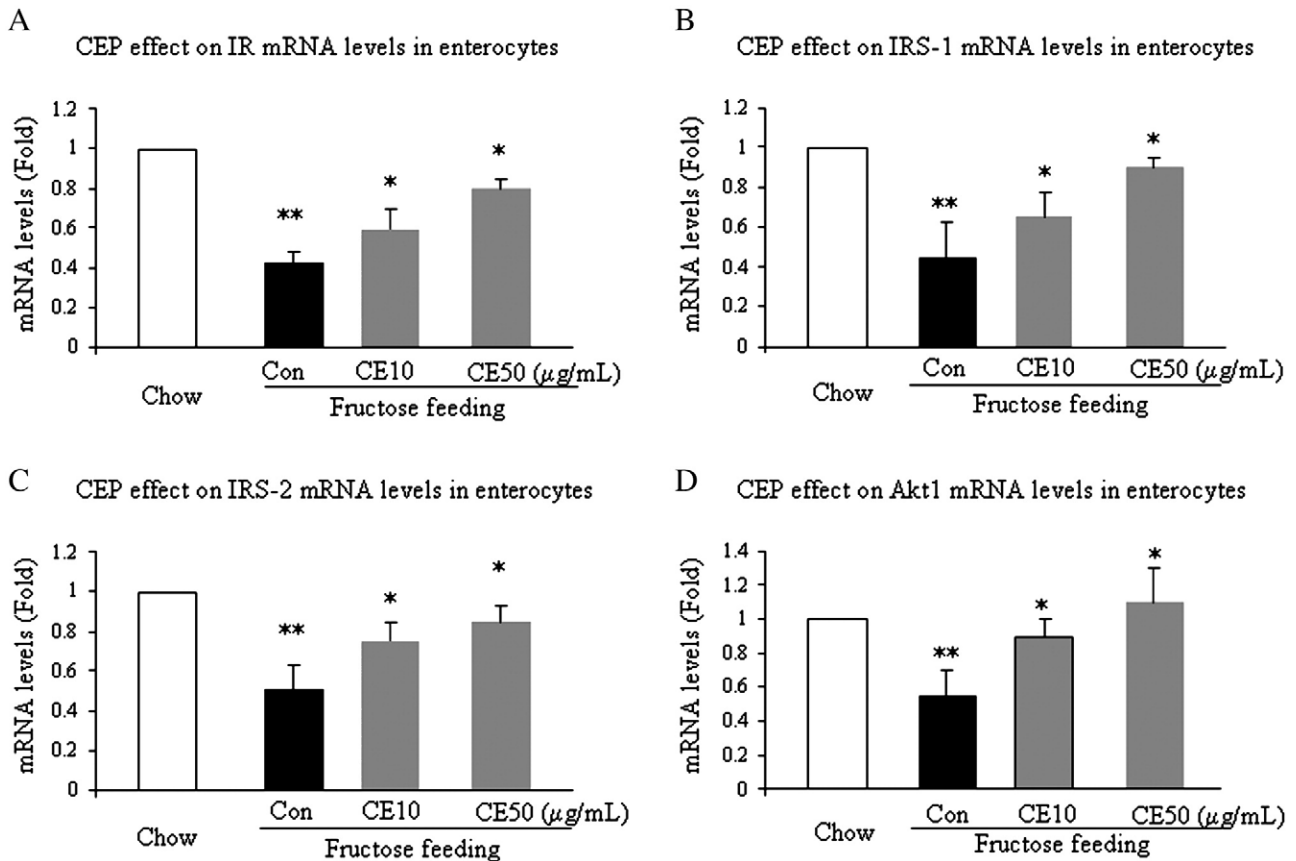 A
CEP effect on IR mRNA levels in enterocytes
mRNA levels (Fold)
1.2
1
0.8
0.6
0.4
0.2
0
**
*
*
Con CE10 CE50 (µg/mL)
Chow
Fructose feeding
B
CEP effect on IRS-1 mRNA levels in enterocytes
mRNA levels (Fold)
1.2
1
0.8
0.6
0.4
0.2
0
**
*
*
Con CE10 CE50 (µg/mL)
Chow
Fructose feeding
C
CEP effect on IRS-2 mRNA levels in enterocytes
mRNA levels (Fold)
1.2
1
0.8
0.6
0.4
0.2
0
**
*
*
Con CE10 CE50 (µg/mL)
Chow
Fructose feeding
D
CEP effect on Akt1 mRNA levels in enterocytes
mRNA levels (Fold)
1.4
1.2
1
0.8
0.6
0.4
0.2
0
**
*
*
Con CE10 CE50 (µg/mL)
Chow
Fructose feeding